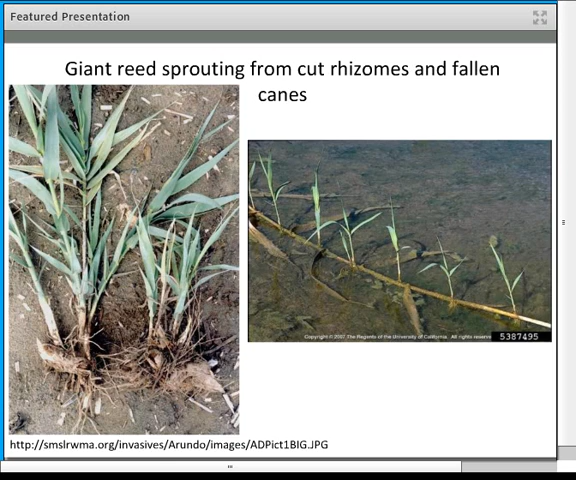 Featured Presentation
Giant reed sprouting from cut rhizomes and fallen
canes
Copyright © 2007 The Regents of the University of California. All rights reserve
5387495
http://smslrwma.org/invasives/Arundo/images/ADPict1BIG.JPG